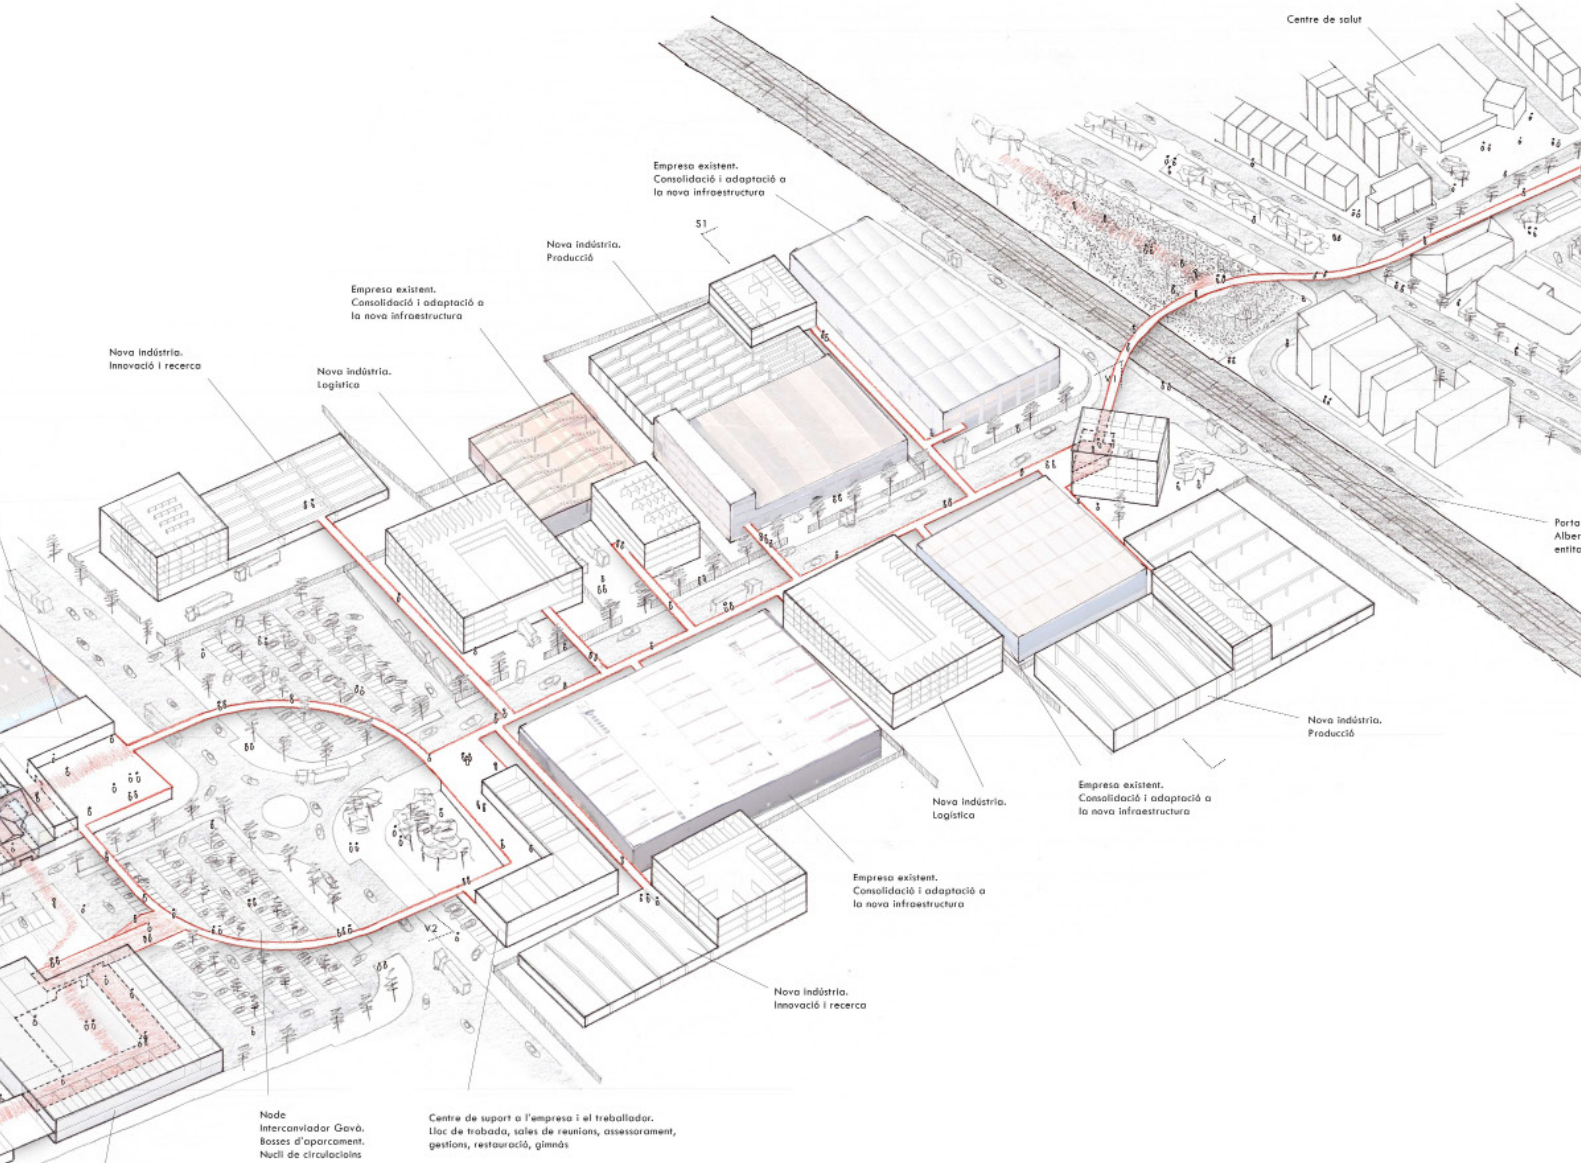 Centre de salut
Empresa existent.
Consolidació i adaptació a
la nova infraestructura
S1
Nova indústria.
Producció
Empresa existent.
Consolidació i adaptació a
la nova infraestructura
Nova indústria.
Innovació i recerca
Nova indústria.
Logística
V1
Porta
Alber
entita
Nova indústria.
Producció
Empresa existent.
Consolidació i adaptació a
la nova infraestructura
Nova indústria.
Logística
Empresa existent.
Consolidació i adaptació a
la nova infraestructura
V2
Nova indústria.
Innovació i recerca
Node
Intercanviador Gavà.
Bosses d'aparcament.
Nucli de circulacioins
Centre de suport a l'empresa i el treballador.
Lloc de trobada, sales de reunions, assessorament,
gestions, restauració, gimnàs